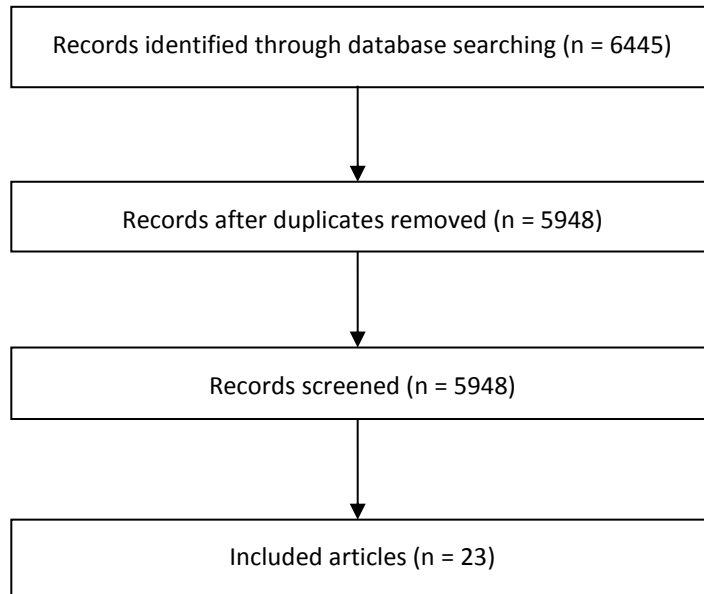 Records identified through database searching (n = 6445)
Records after duplicates removed (n = 5948)
Records screened (n = 5948)
Included articles (n = 23)